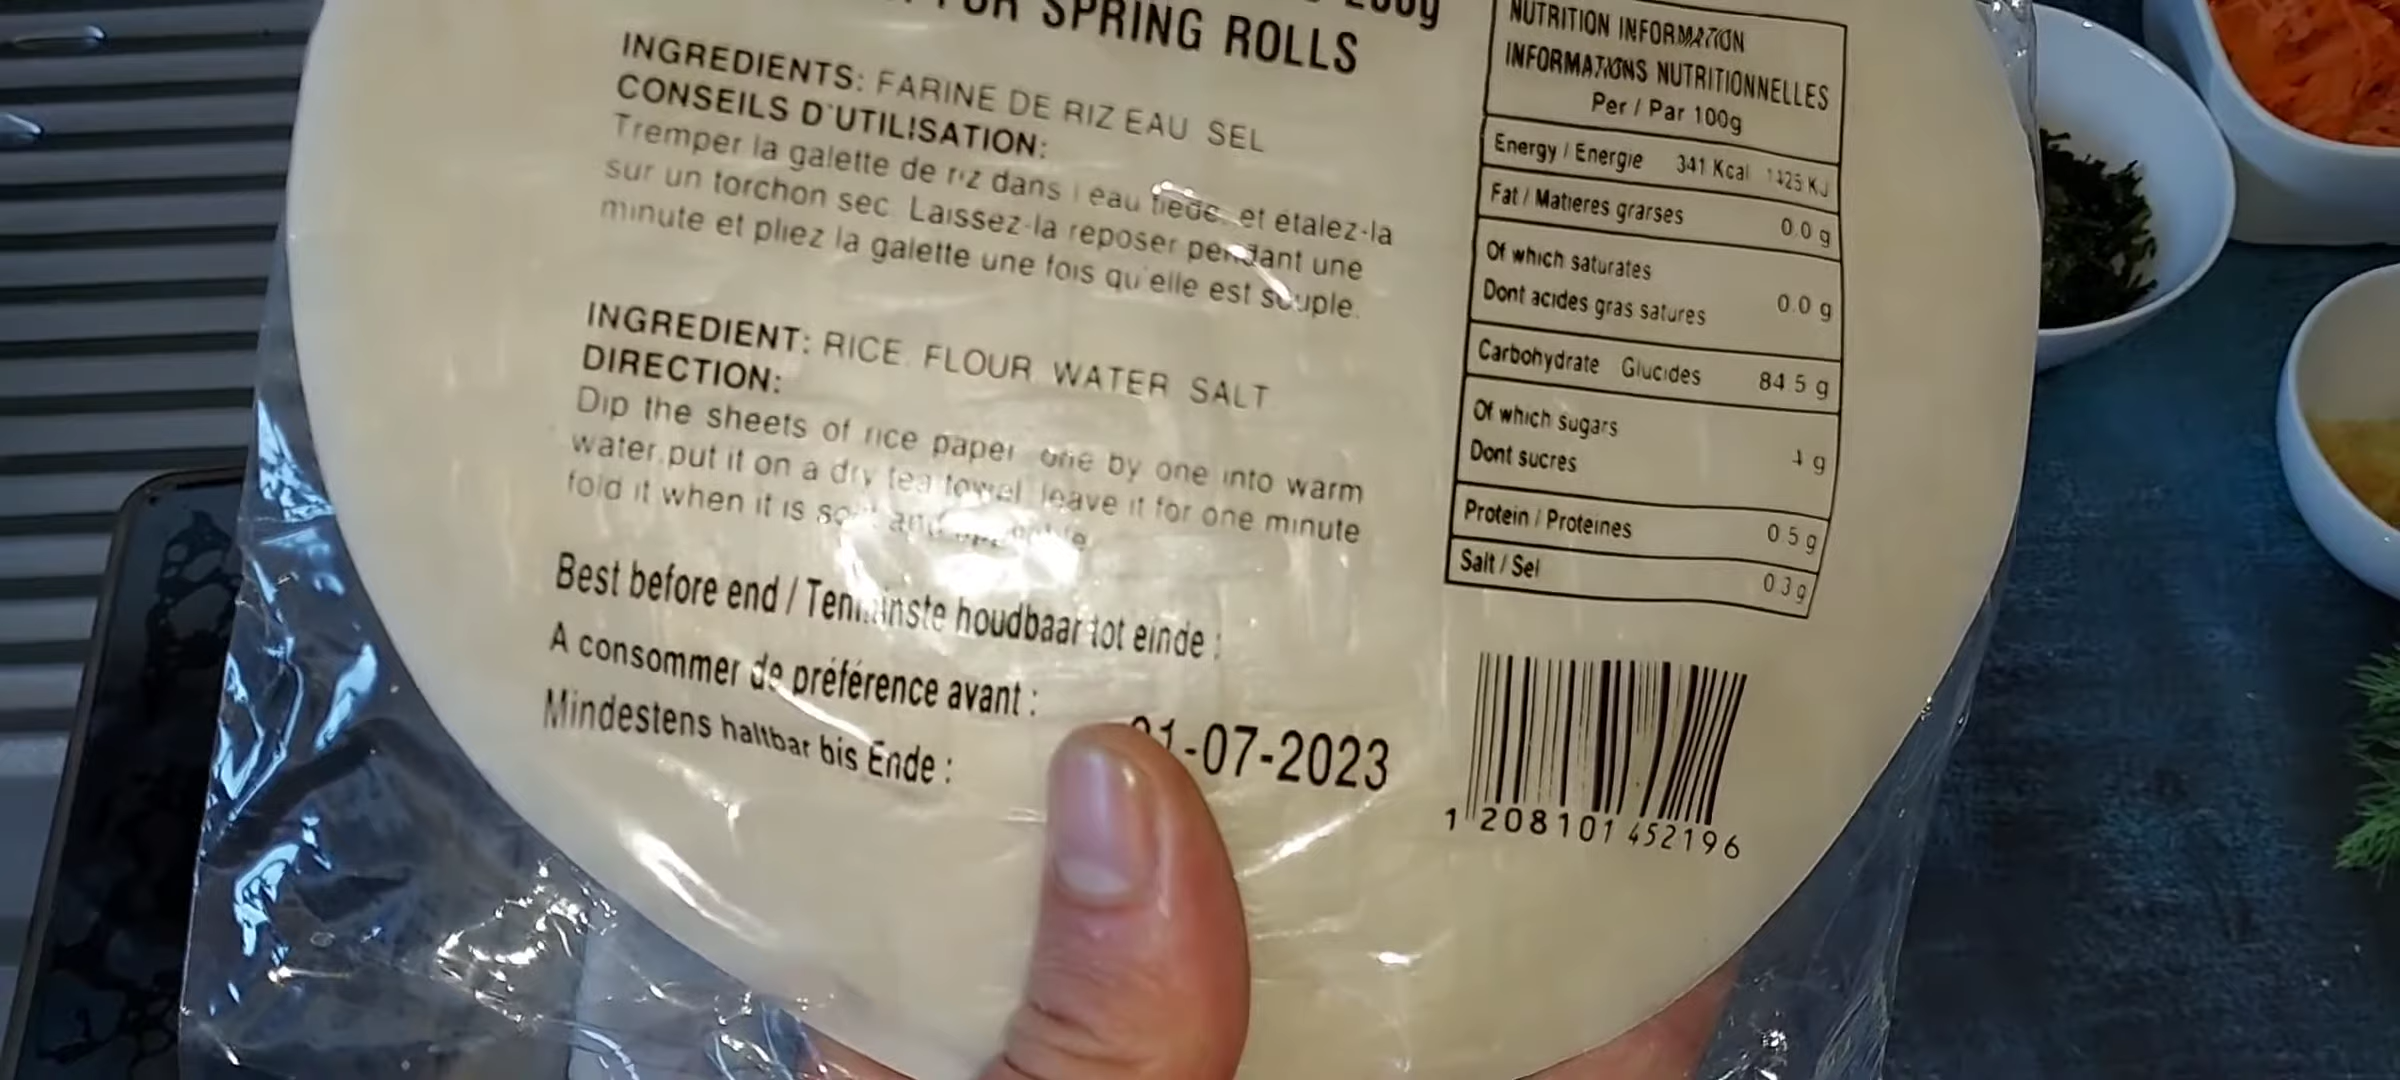 SPRING ROLLS
INGREDIENTS: FARINE DE RIZ EAU SEL
CONSEILS D'UTILISATION:
Tremper la galette de riz dans l eau tiede et étalez-la
sur un torchon sec Laissez-la reposer pendant une
minute et pliez la galette une fois qu'elle est souple.
INGREDIENT: RICE FLOUR WATER SALT
DIRECTION:
Dip the sheets of rice paper one by one into warm
water.put it on a dry tea towel leave it for one minute
fold it when it is soft and
Best before end / Tenminste houdbaar tot einde :
A consommer de préférence avant :
Mindestens haltbar bis Ende :
-07-2023
NUTRITION INFORMATION
INFORMATIONS NUTRITIONNELLES
Per / Par 100g
Energy / Energie 341 Kcal 1425 KJ
Fat / Matieres grarses 0.0 g
Of which saturates
Dont acides gras satures 0.0 g
Carbohydrate Glucides 84 5 g
Of which sugars
Dont sucres g
Protein / Proteines 0 5 g
Salt / Sel 0 3 g
1 208101 452196